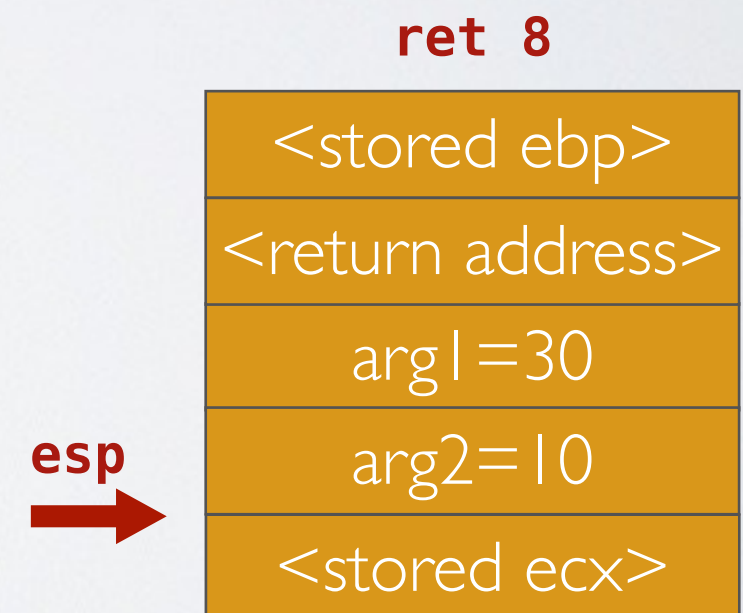 ret 8
<stored ebp>
<return address>
arg1=30
arg2=10
esp
<stored ecx>